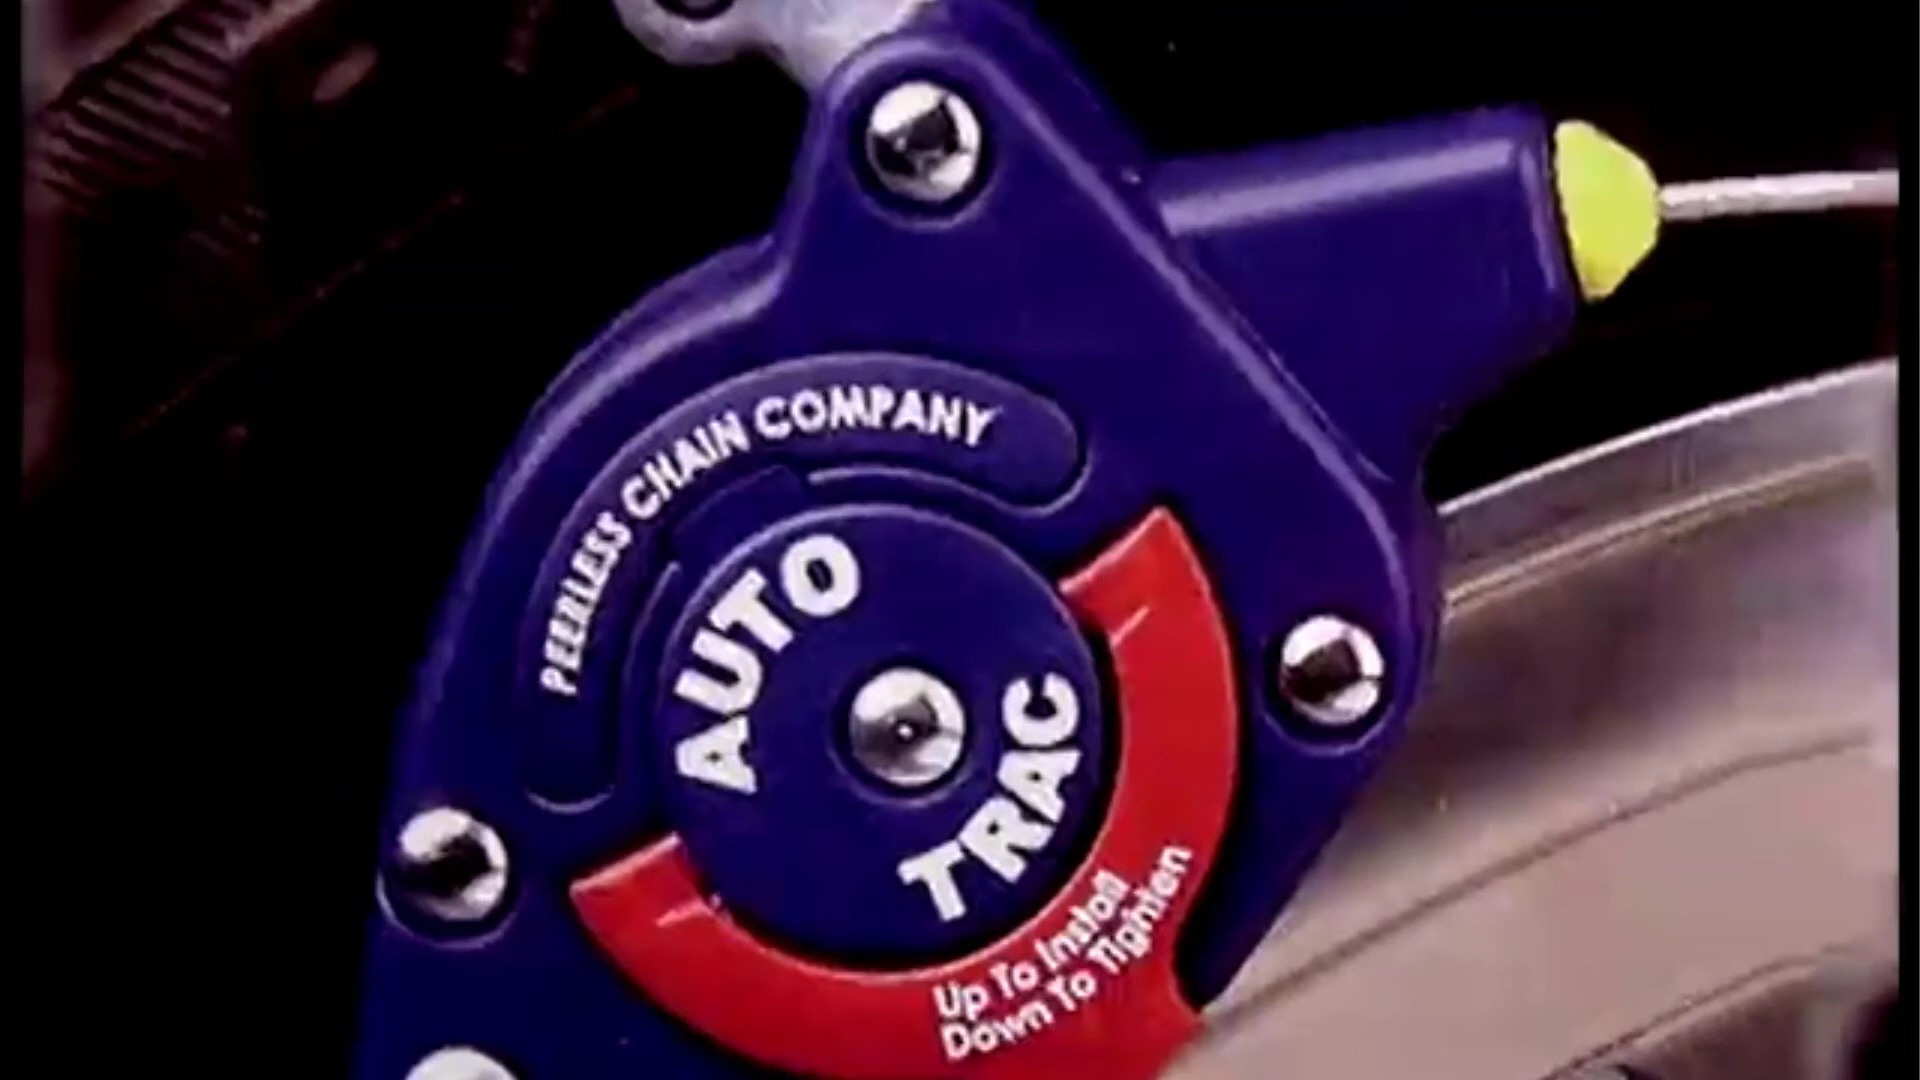 PEERLESS CHAIN COMPANY
AUTO
TRAC
Up To Install
Down To Tighten